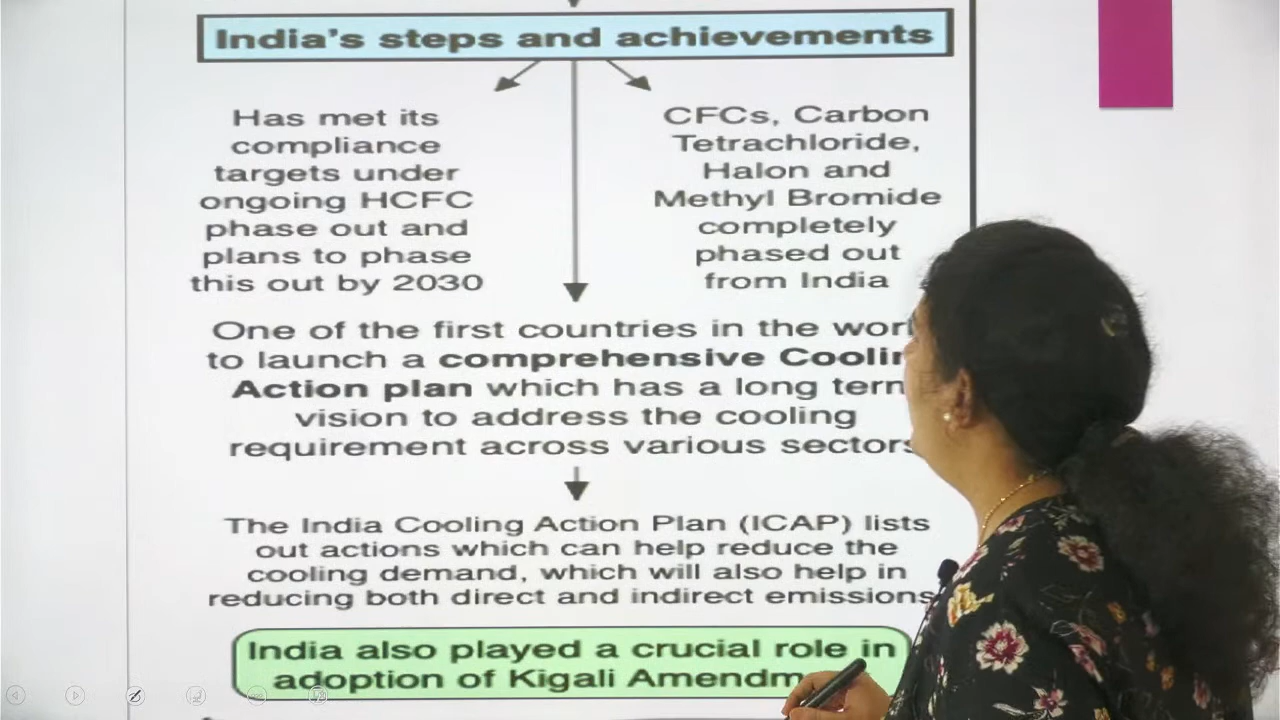 India's steps and achievements
Has met its
compliance
targets under
ongoing HCFC
phase out and
plans to phase
this out by 2030
CFCs, Carbon
Tetrachloride,
Halon and
Methyl Bromide
completely
phased out
from India
One of the first countries in the
to launch a comprehensive
Action plan which has a long
vision to address the cooling
requirement across various sectors
The India Cooling Action Plan (ICAP) lists
out actions which can help reduce the
cooling demand, which will also help in
reducing both direct and indirect emissions
India also played a crucial role in
adoption of Kigali